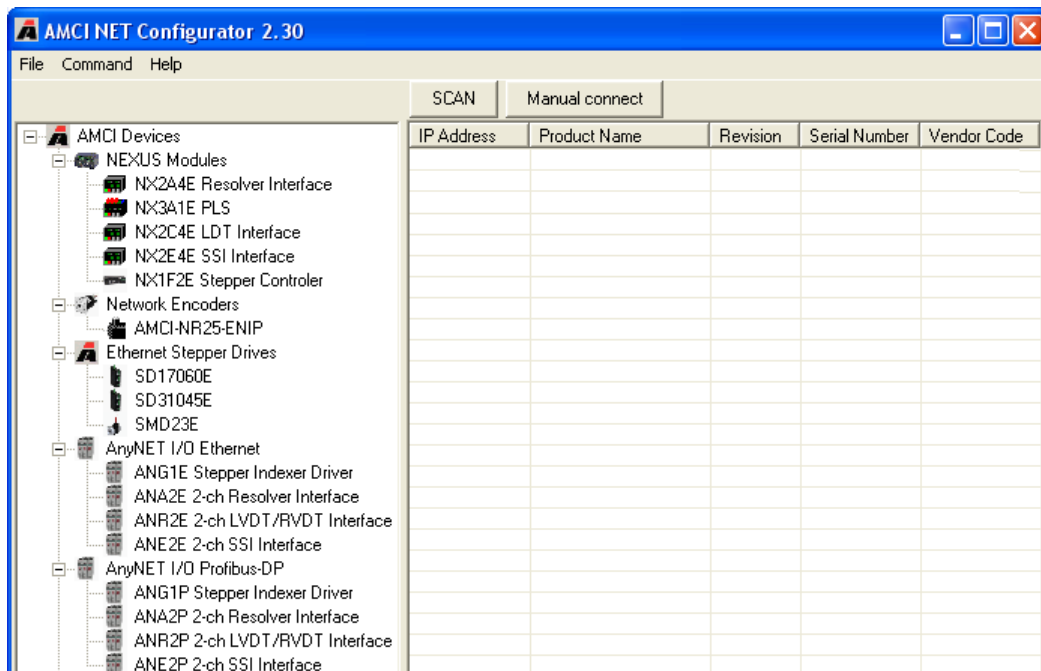 AMCI NET Configurator 2.30
File Command Help
SCAN Manual connect
IP Address Product Name Revision Serial Number Vendor Code
AMCI Devices
NEXUS Modules
NX2A4E Resolver Interface
NX3A1E PLS
NX2C4E LDT Interface
NX2E4E SSI Interface
NX1F2E Stepper Controler
Network Encoders
AMCI-NR25-ENIP
Ethernet Stepper Drives
SD17060E
SD31045E
SMD23E
AnyNET I/O Ethernet
ANG1E Stepper Indexer Driver
ANA2E 2-ch Resolver Interface
ANR2E 2-ch LVDT/RVDT Interface
ANE2E 2-ch SSI Interface
AnyNET I/O Profibus-DP
ANG1P Stepper Indexer Driver
ANA2P 2-ch Resolver Interface
ANR2P 2-ch LVDT/RVDT Interface
ANE2P 2-ch SSI Interface